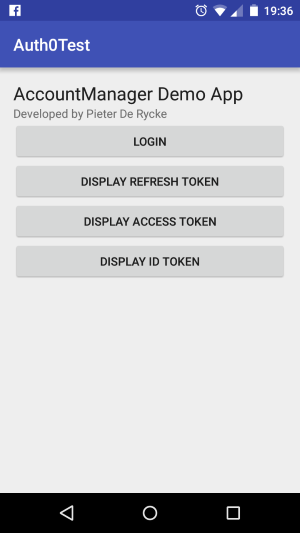 19:36
Auth0Test
AccountManager Demo App
Developed by Pieter De Rycke
LOGIN
DISPLAY REFRESH TOKEN
DISPLAY ACCESS TOKEN
DISPLAY ID TOKEN